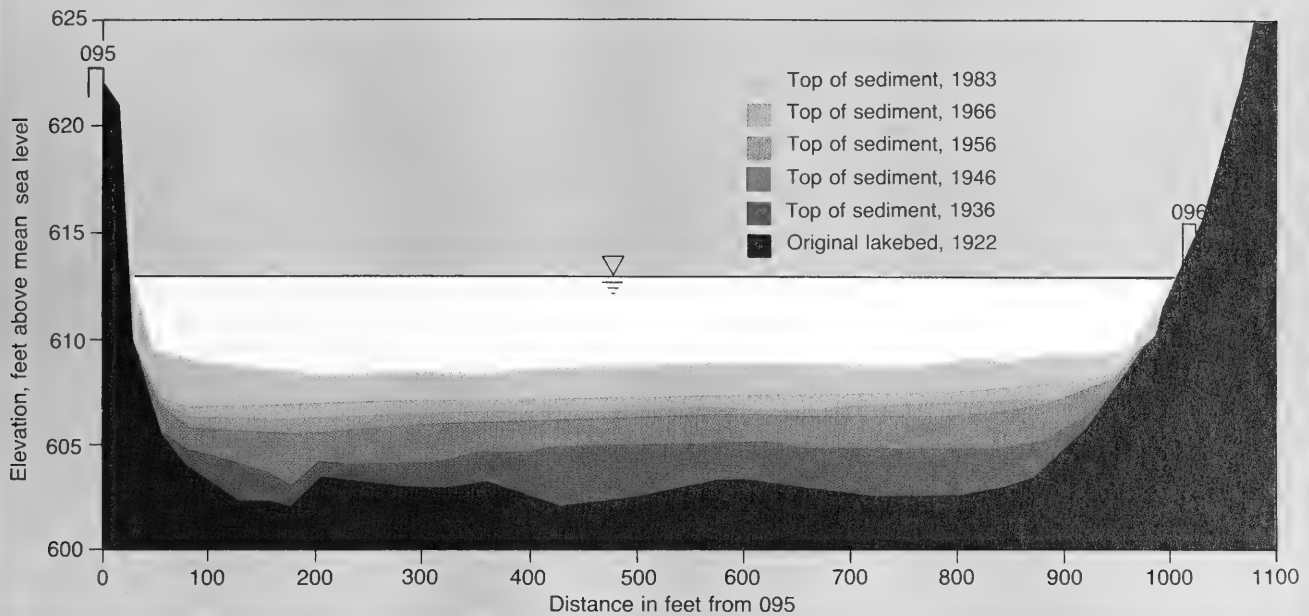 625
095
620
615
610
605
600
Elevation, feet above mean sea level
Top of sediment, 1983
Top of sediment, 1966
Top of sediment, 1956
Top of sediment, 1946
Top of sediment, 1936
Original lakebed, 1922
096
0 100 200 300 400 500 600 700 800 900 1000 1100
Distance in feet from 095